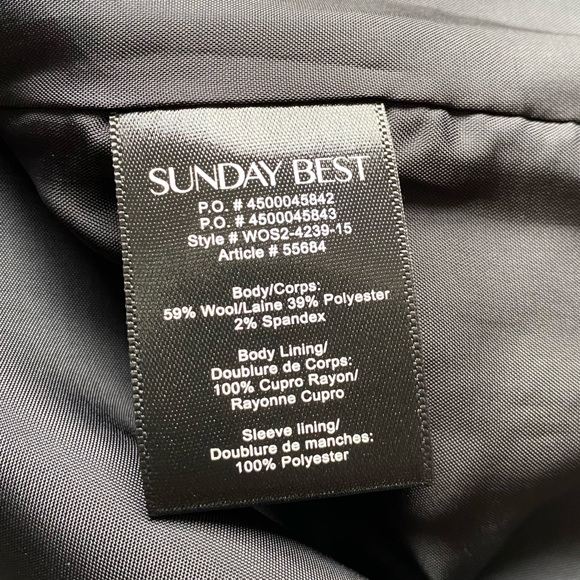 SUNDAY BEST
P.O. # 4500045842
P.O. # 4500045843
Style # WOS2-4239-15
Article # 55684
Body/Corps:
59% Wool/Laine 39% Polyester
2% Spandex
Body Lining/
Doublure de Corps:
100% Cupro Rayon/
Rayonne Cupro
Sleeve lining/
Doublure de manches:
100% Polyester